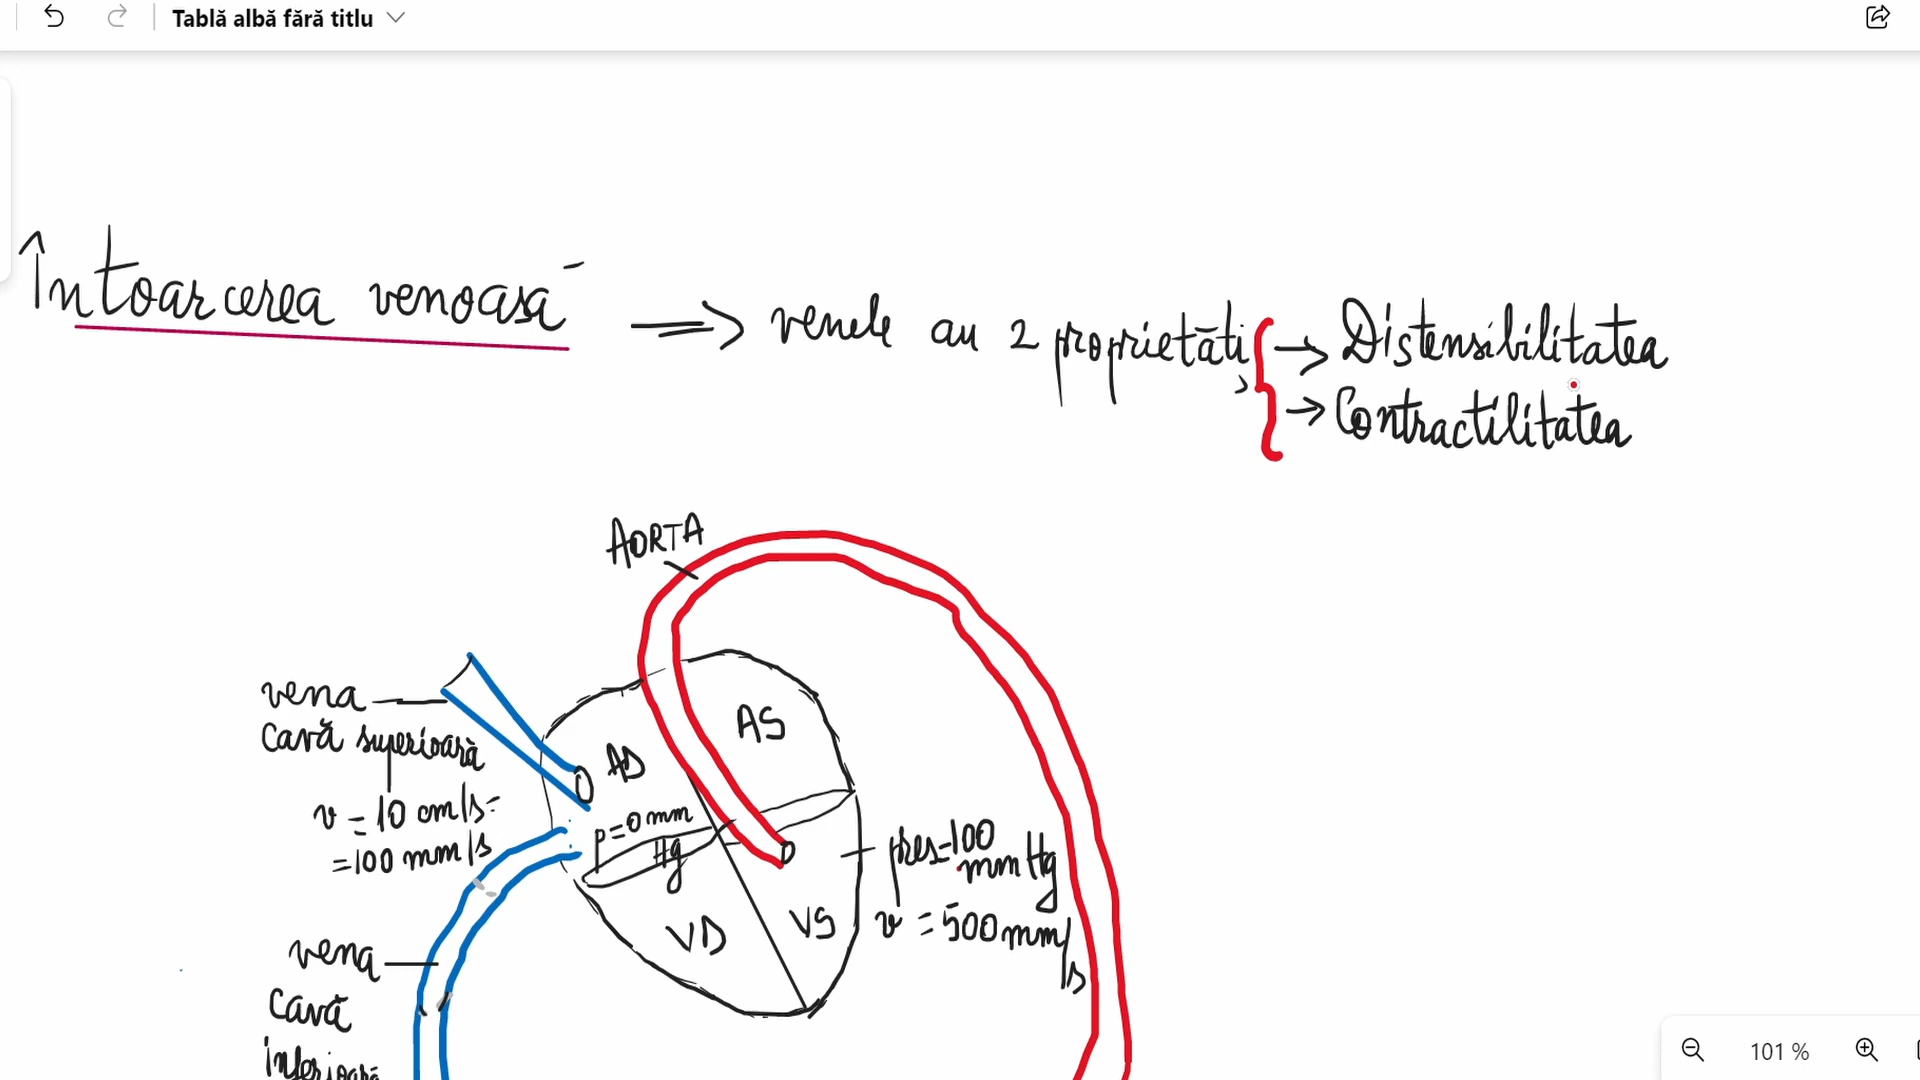 Tablă albă fără titlu
Întoarcerea venoasă
=> venele au 2 proprietăți
→ Distensibilitatea
→ Contractilitatea
AORTA
vena
cavă superioară
v = 10 cm/s =
= 100 mm/s
AD
AS
p = 0 mm
Hg
VD
VS
pres = 100
mm Hg
v = 500 mm/s
vena
cavă
inferioară
101 %